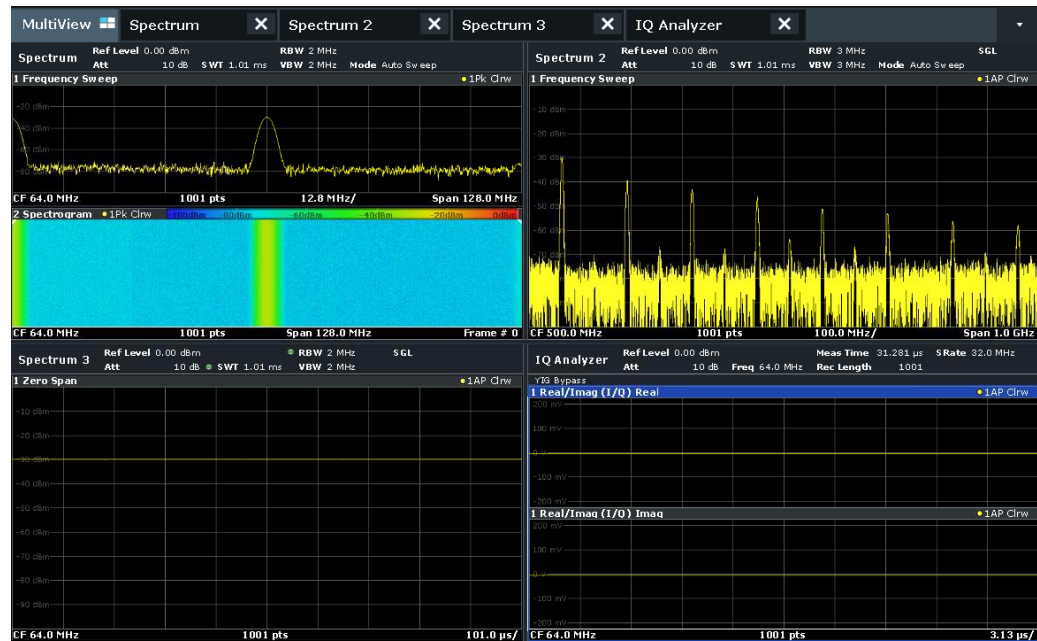 MultiView Spectrum X Spectrum 2 X Spectrum 3 X IQ Analyzer X
Spectrum Ref Level 0.00 dBm RBW 2 MHz
Att 10 dB SWT 1.01 ms VBW 2 MHz Mode Auto Sweep
1 Frequency Sweep 1Pk Clrw
-20 dBm
-40 dBm
-60 dBm
-80 dBm
CF 64.0 MHz 1001 pts 12.8 MHz/ Span 128.0 MHz
2 Spectrogram 1Pk Clrw -100dBm -80dBm -60dBm -40dBm -20dBm 0dBm
CF 64.0 MHz 1001 pts Span 128.0 MHz Frame # 0
Spectrum 2 Ref Level 0.00 dBm RBW 3 MHz SGL
Att 10 dB SWT 1.01 ms VBW 3 MHz Mode Auto Sweep
1 Frequency Sweep 1AP Clrw
-10 dBm
-20 dBm
-30 dBm
-40 dBm
-50 dBm
-60 dBm
-70 dBm
CF 500.0 MHz 1001 pts 100.0 MHz/ Span 1.0 GHz
Spectrum 3 Ref Level 0.00 dBm RBW 2 MHz SGL
Att 10 dB SWT 1.01 ms VBW 2 MHz
1 Zero Span 1AP Clrw
-10 dBm
-20 dBm
-30 dBm
-40 dBm
-50 dBm
-60 dBm
-70 dBm
-80 dBm
-90 dBm
CF 64.0 MHz 1001 pts 101.0 µs/
IQ Analyzer Ref Level 0.00 dBm Meas Time 31.281 µs SRate 32.0 MHz
Att 10 dB Freq 64.0 MHz Rec Length 1001
YIG Bypass
1 Real/Imag (I/Q) Real 1AP Clrw
200 mV
100 mV
0 V
-100 mV
-200 mV
1 Real/Imag (I/Q) Imag 1AP Clrw
200 mV
100 mV
0 V
-100 mV
-200 mV
CF 64.0 MHz 1001 pts 3.13 µs/